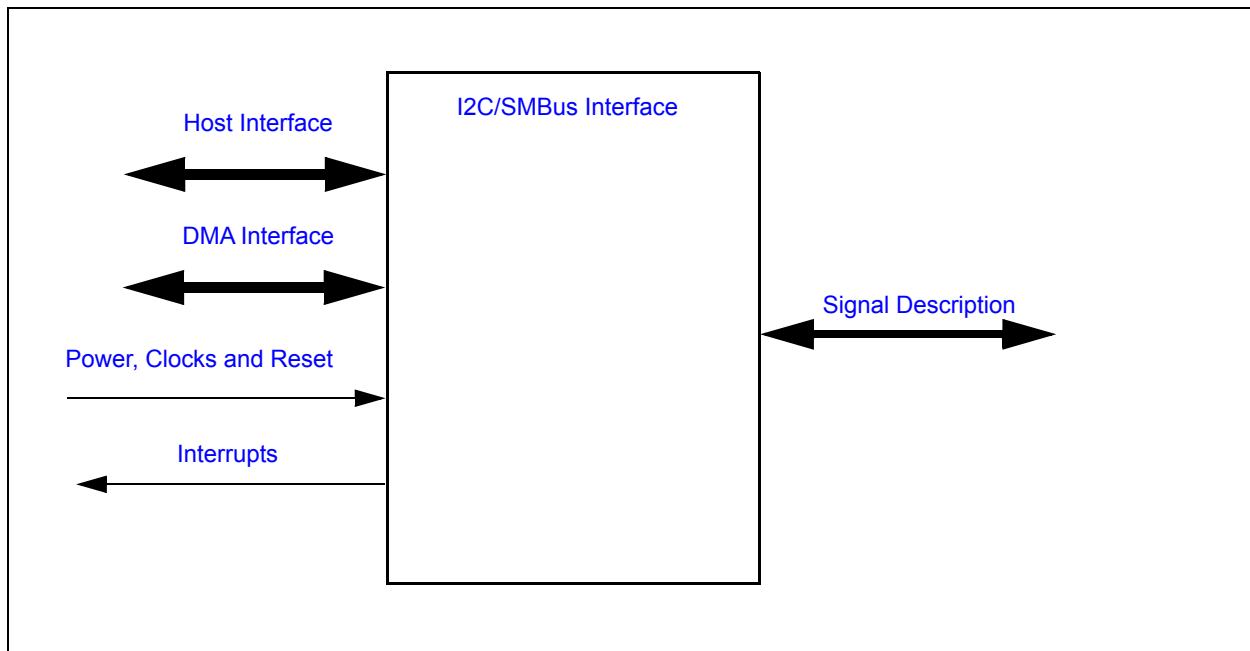 I2C/SMBus Interface
Host Interface
DMA Interface
Signal Description
Power, Clocks and Reset
Interrupts